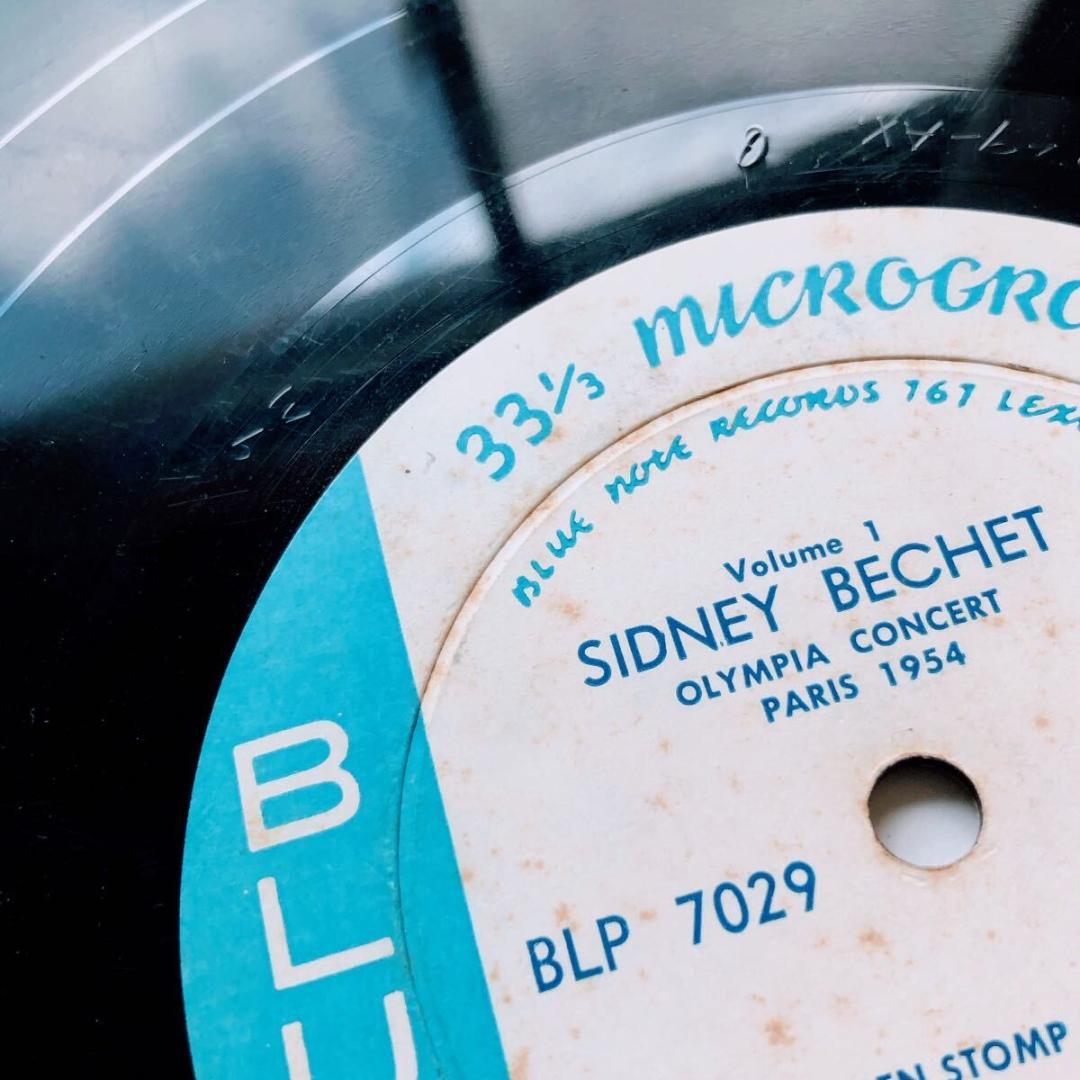 33⅓ MICROGRO
BLUE NOTE RECORDS 767 LEX
Volume 1
SIDNEY BECHET
OLYMPIA CONCERT
PARIS 1954
BLP 7029
EN STOMP
BLU